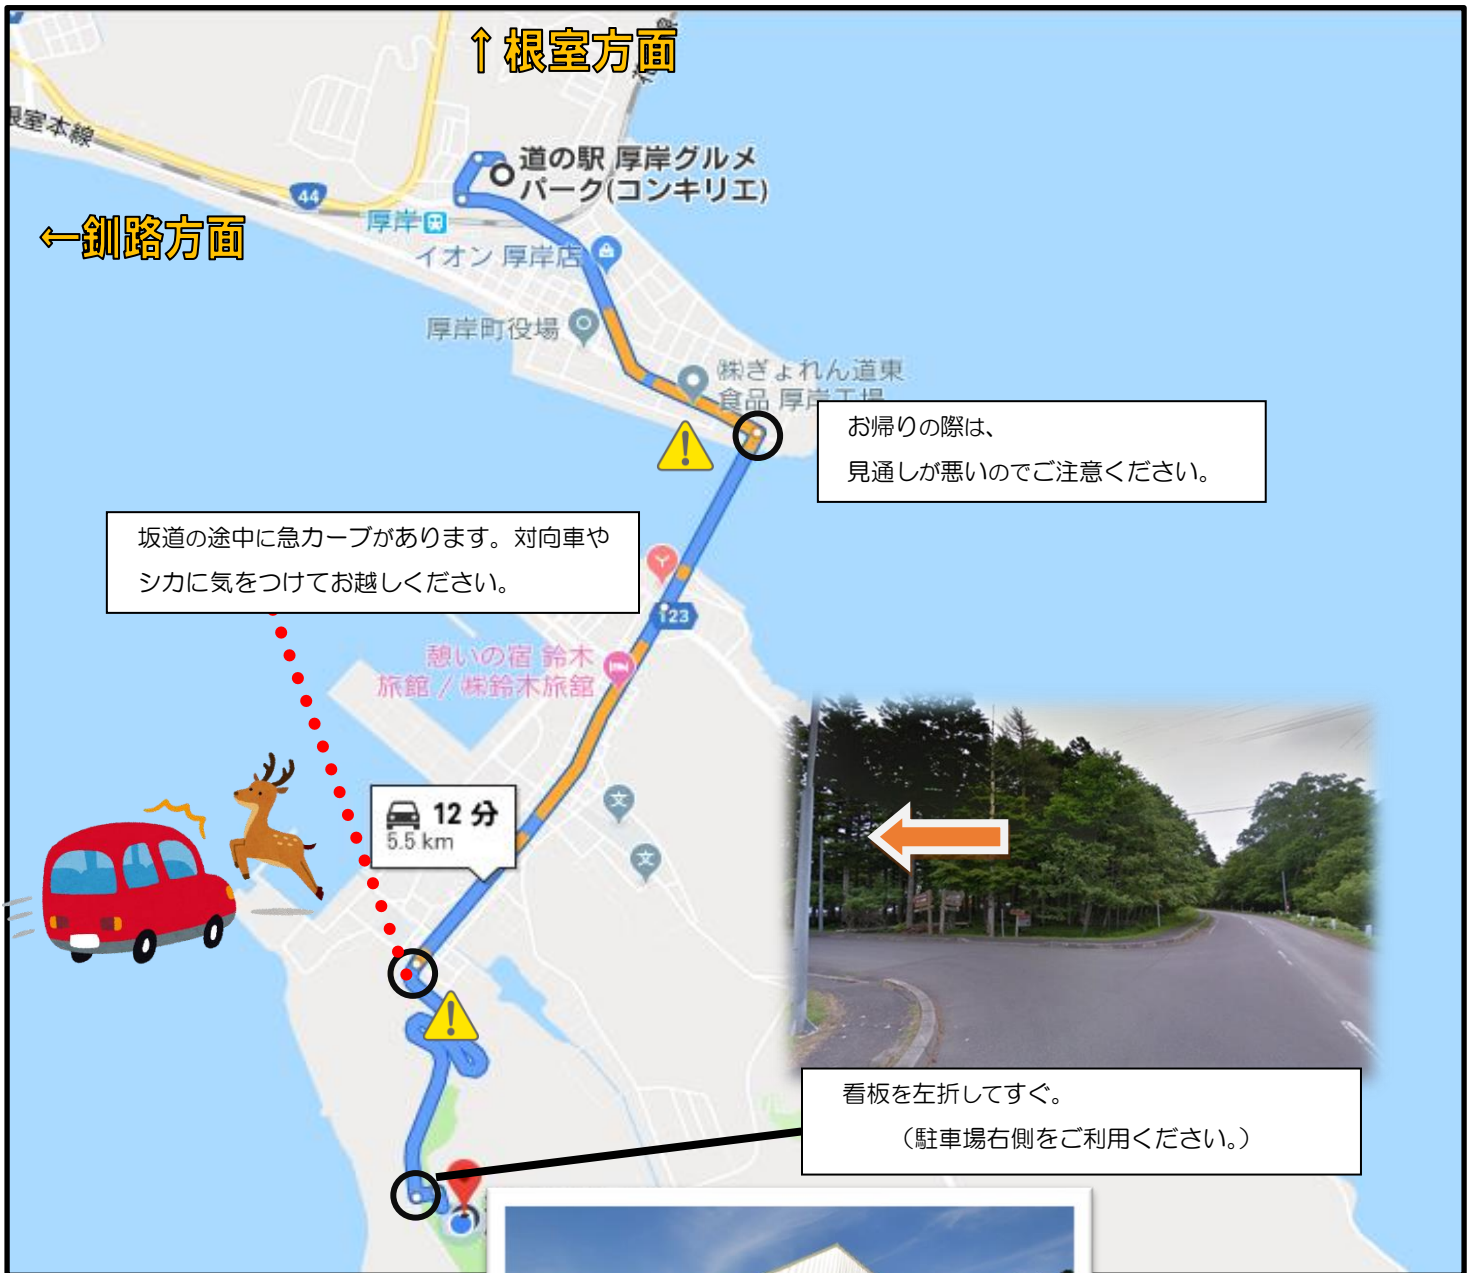 ↑根室方面
根室本線
道の駅 厚岸グルメ
パーク(コンキリエ)
44
厚岸
←釧路方面
イオン 厚岸店
厚岸町役場
㈱ぎょれん道東
食品 厚岸工場
お帰りの際は、
見通しが悪いのでご注意ください。
坂道の途中に急カーブがあります。対向車や
シカに気をつけてお越しください。
123
憩いの宿 鈴木
旅館 / ㈱鈴木旅館
12 分
5.5 km
文
文
看板を左折してすぐ。
（駐車場右側をご利用ください。）